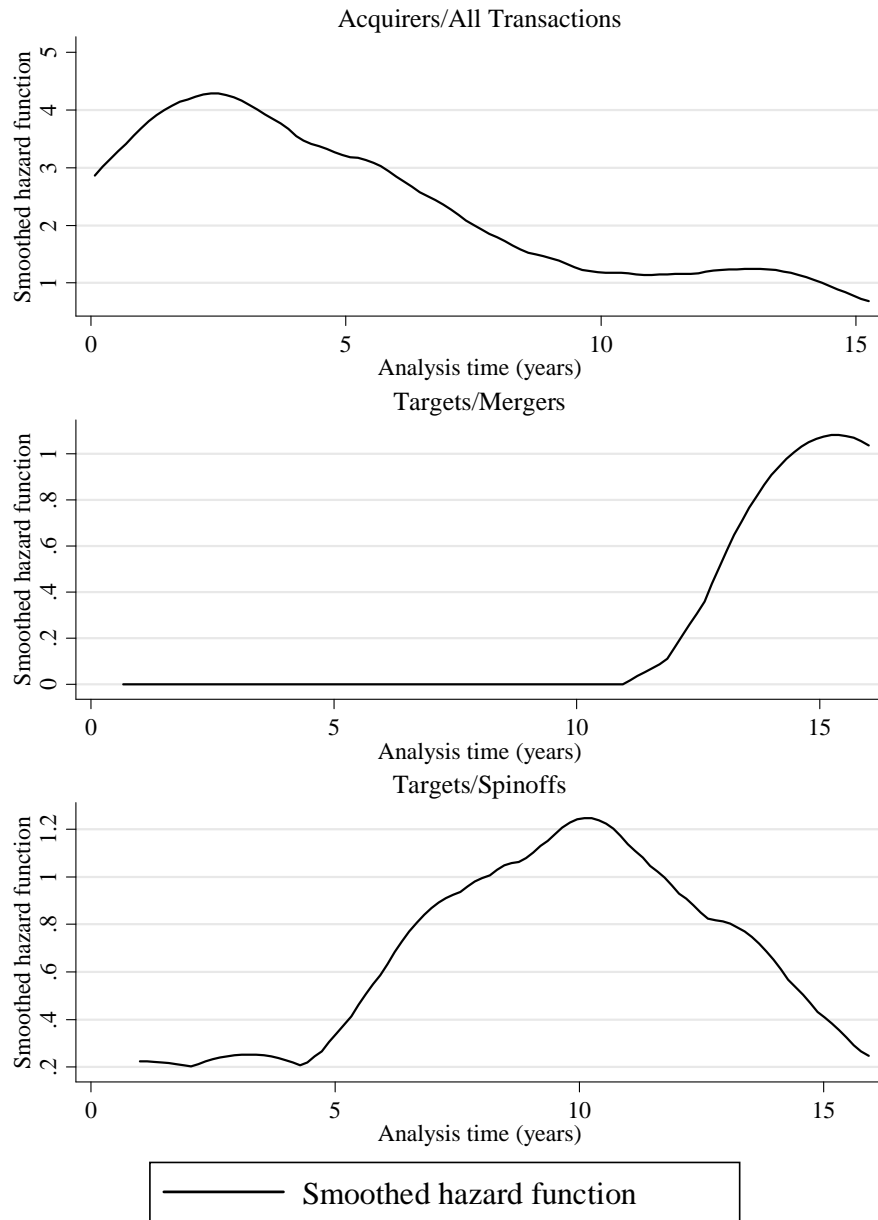 Acquirers/All Transactions
Smoothed hazard function
5
4
3
2
1
0 5 10 15
Analysis time (years)
Targets/Mergers
Smoothed hazard function
1
.8
.6
.4
.2
0
0 5 10 15
Analysis time (years)
Targets/Spinoffs
Smoothed hazard function
1.2
1
.8
.6
.4
.2
0 5 10 15
Analysis time (years)
Smoothed hazard function